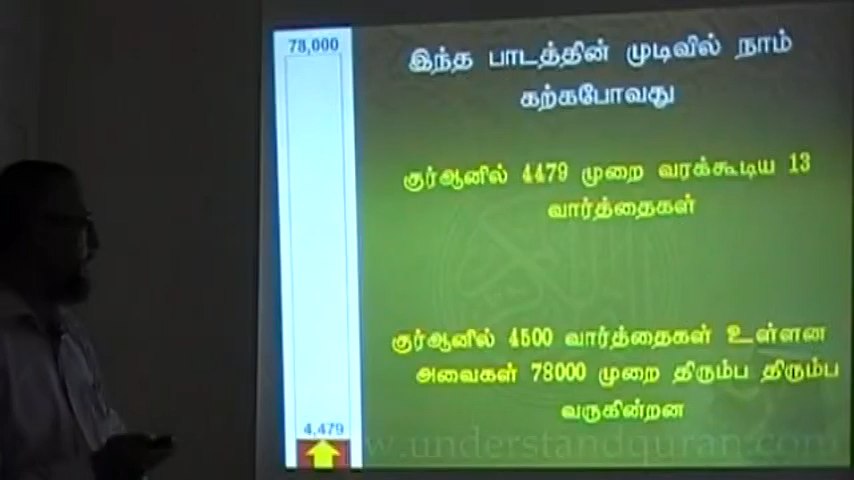 78,000
இந்த பாடத்தின் முடிவில் நாம்
கற்கபோவது
குர்ஆனில் 4479 முறை வரக்கூடிய 13
வார்த்தைகள்
குர்ஆனில் 4500 வார்த்தைகள் உள்ளன
அவைகள் 78000 முறை திரும்ப திரும்ப
வருகின்றன
4,479
www.understandquran.com